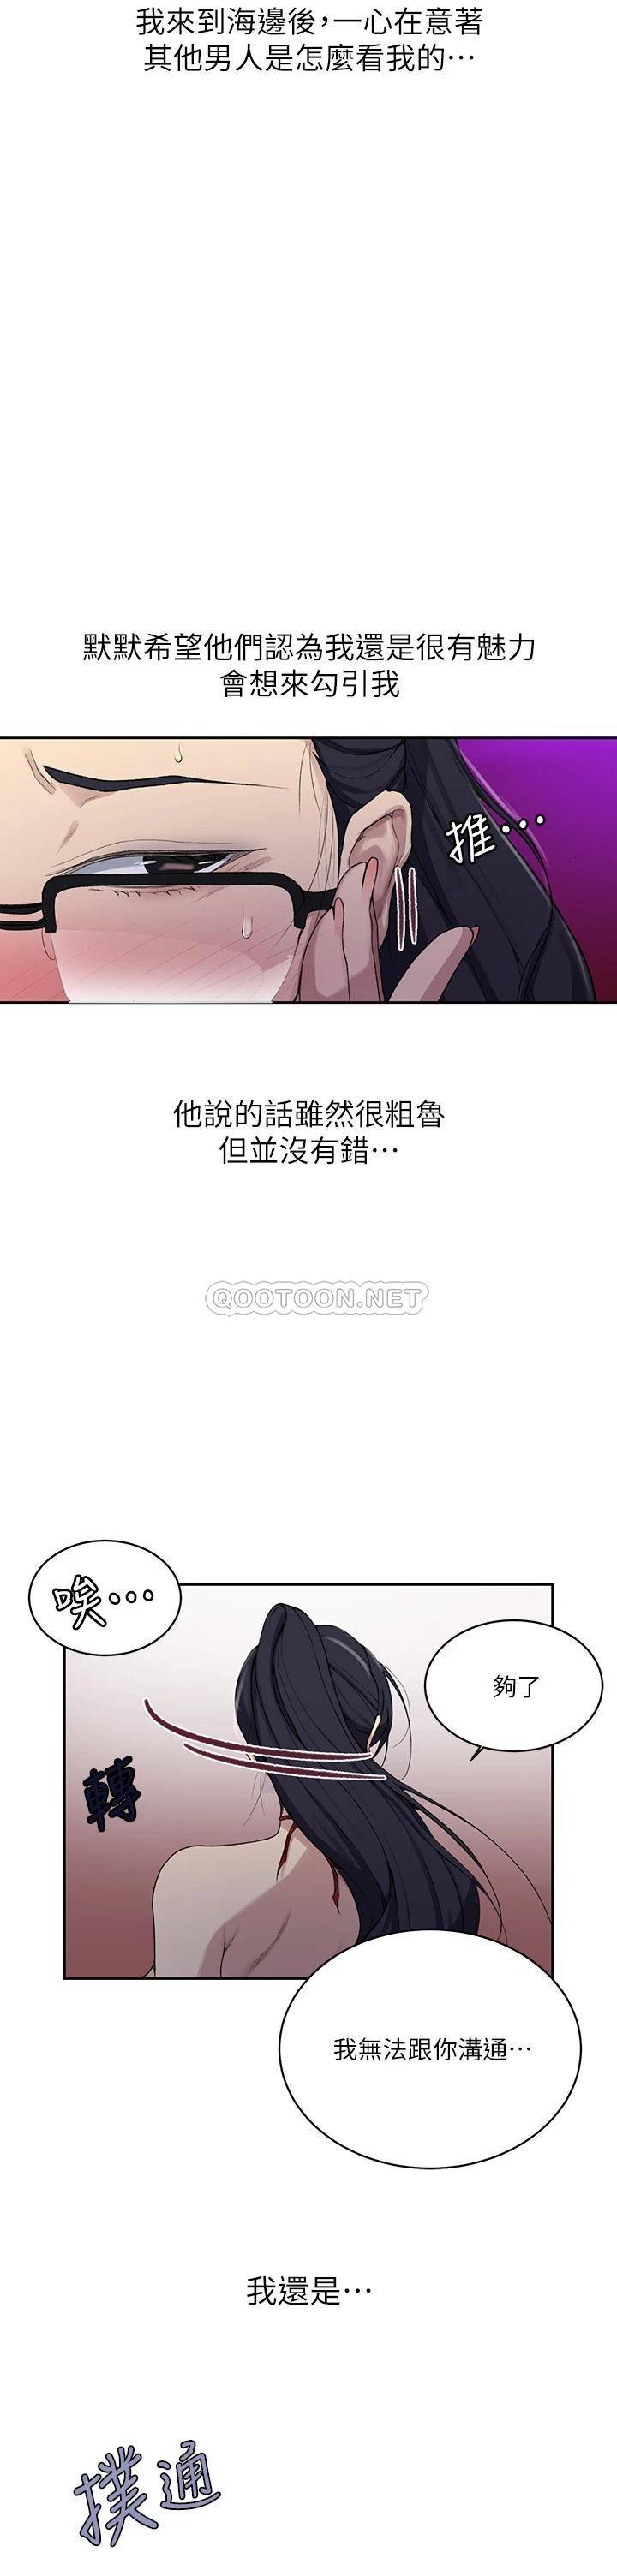 我來到海邊後，一心在意著
其他男人是怎麼看我的…
默默希望他們認為我還是很有魅力
會想來勾引我
推…
他說的話雖然很粗魯
但並沒有錯…
QOOTOON.NET
唉…
夠了
轉
我無法跟你溝通…
我還是…
撲通